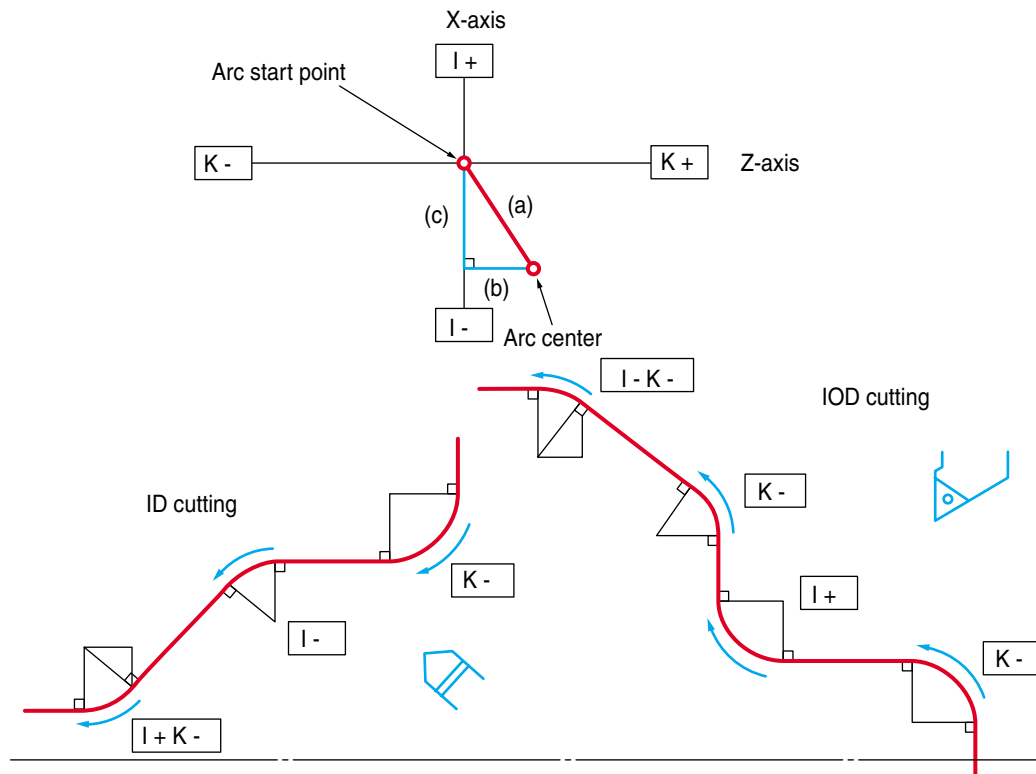 X-axis
I +
Arc start point
K -
K +
Z-axis
(c)
(a)
(b)
I -
Arc center
I - K -
IOD cutting
ID cutting
K -
K -
I +
I -
K -
I + K -